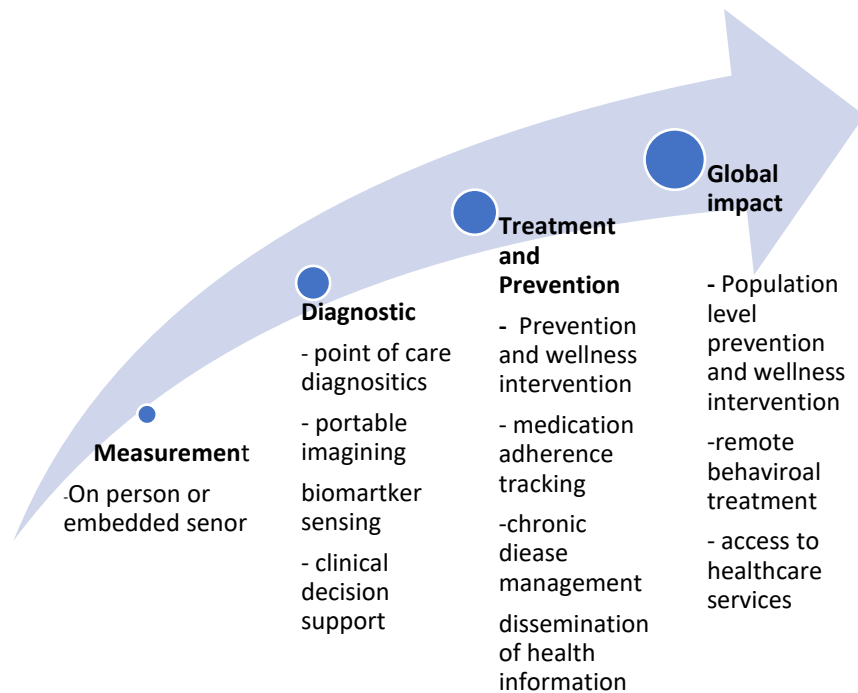 Measurement
-On person or
embedded senor
Diagnostic
- point of care
diagnositics
- portable
imagining
biomartker
sensing
- clinical
decision
support
Treatment
and
Prevention
- Prevention
and wellness
intervention
- medication
adherence
tracking
-chronic
diease
management
dissemination
of health
information
Global
impact
- Population
level
prevention
and wellness
intervention
-remote
behaviroal
treatment
- access to
healthcare
services